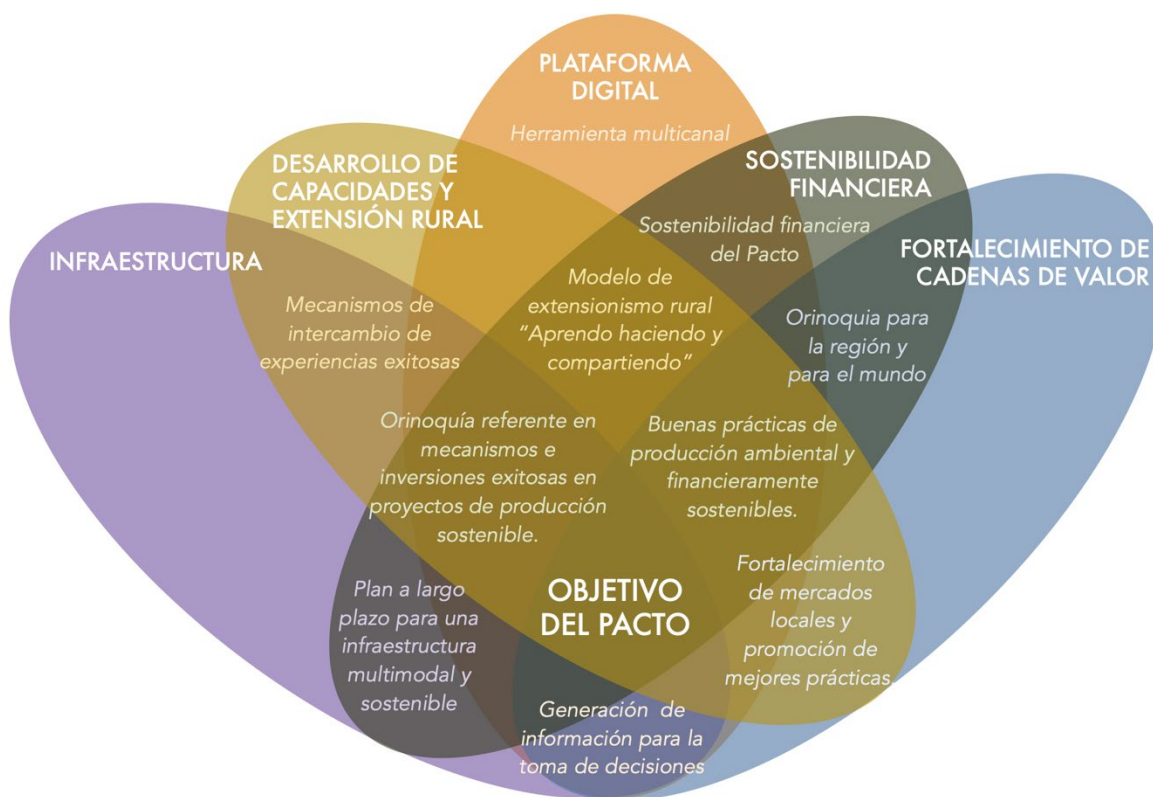 PLATAFORMA
DIGITAL
Herramienta multicanal
DESARROLLO DE
CAPACIDADES Y
EXTENSIÓN RURAL
SOSTENIBILIDAD
FINANCIERA
INFRAESTRUCTURA
FORTALECIMIENTO DE
CADENAS DE VALOR
Sostenibilidad financiera
del Pacto
Mecanismos de
intercambio de
experiencias exitosas
Modelo de
extensionismo rural
“Aprendo haciendo y
compartiendo”
Orinoquia para
la región y
para el mundo
Orinoquía referente en
mecanismos e
inversiones exitosas en
proyectos de producción
sostenible.
Buenas prácticas de
producción ambiental y
financieramente
sostenibles.
Plan a largo
plazo para una
infraestructura
multimodal y
sostenible
OBJETIVO
DEL PACTO
Fortalecimiento
de mercados
locales y
promoción de
mejores prácticas.
Generación de
información para la
toma de decisiones